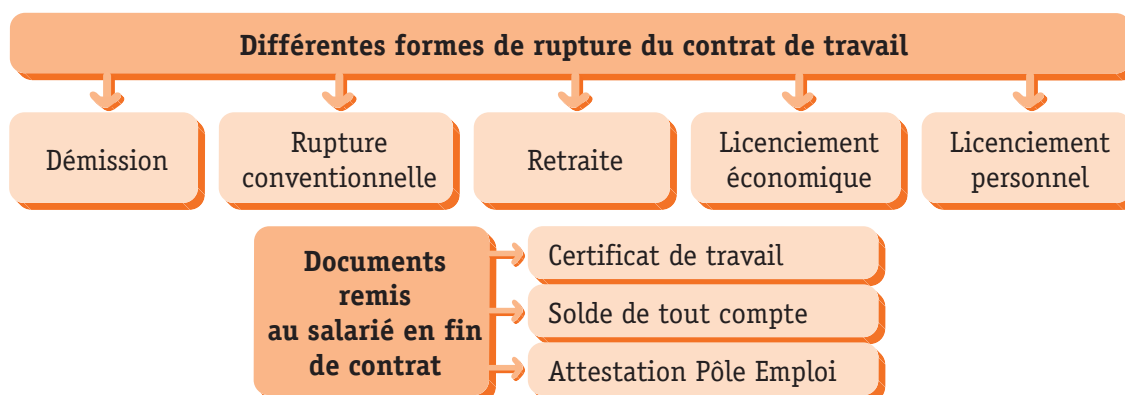 Différentes formes de rupture du contrat de travail
Démission
Rupture
conventionnelle
Retraite
Licenciement
économique
Licenciement
personnel
Documents
remis
au salarié en fin
de contrat
Certificat de travail
Solde de tout compte
Attestation Pôle Emploi